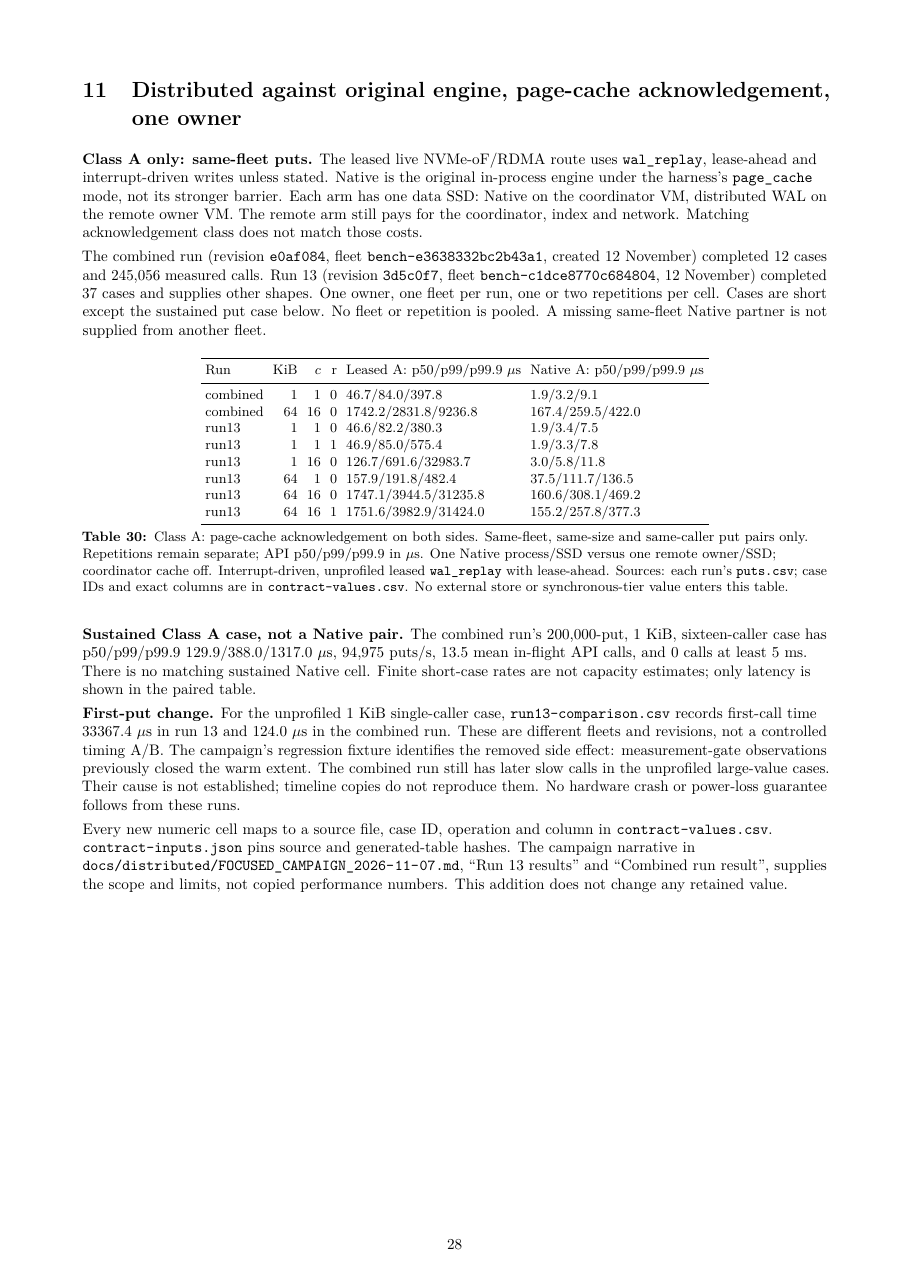 11 Distributed against original engine, page-cache acknowledgement,
one owner
Class A only: same-fleet puts. The leased live NVMe-oF/RDMA route uses wal_replay, lease-ahead and
interrupt-driven writes unless stated. Native is the original in-process engine under the harness's page_cache
mode, not its stronger barrier. Each arm has one data SSD: Native on the coordinator VM, distributed WAL on
the remote owner VM. The remote arm still pays for the coordinator, index and network. Matching
acknowledgement class does not match those costs.
The combined run (revision e0af084, fleet bench-e3638332bc2b43a1, created 12 November) completed 12 cases
and 245,056 measured calls. Run 13 (revision 3d5c0f7, fleet bench-c1dce8770c684804, 12 November) completed
37 cases and supplies other shapes. One owner, one fleet per run, one or two repetitions per cell. Cases are short
except the sustained put case below. No fleet or repetition is pooled. A missing same-fleet Native partner is not
supplied from another fleet.
Run KiB c r Leased A: p50/p99/p99.9 μs Native A: p50/p99/p99.9 μs
combined 1 1 0 46.7/84.0/397.8 1.9/3.2/9.1
combined 64 16 0 1742.2/2831.8/9236.8 167.4/259.5/422.0
run13 1 1 0 46.6/82.2/380.3 1.9/3.4/7.5
run13 1 1 1 46.9/85.0/575.4 1.9/3.3/7.8
run13 1 16 0 126.7/691.6/32983.7 3.0/5.8/11.8
run13 64 1 0 157.9/191.8/482.4 37.5/111.7/136.5
run13 64 16 0 1747.1/3944.5/31235.8 160.6/308.1/469.2
run13 64 16 1 1751.6/3982.9/31424.0 155.2/257.8/377.3
Table 30: Class A: page-cache acknowledgement on both sides. Same-fleet, same-size and same-caller put pairs only.
Repetitions remain separate; API p50/p99/p99.9 in μs. One Native process/SSD versus one remote owner/SSD;
coordinator cache off. Interrupt-driven, unprofiled leased wal_replay with lease-ahead. Sources: each run's puts.csv; case
IDs and exact columns are in contract-values.csv. No external store or synchronous-tier value enters this table.
Sustained Class A case, not a Native pair. The combined run's 200,000-put, 1 KiB, sixteen-caller case has
p50/p99/p99.9 129.9/388.0/1317.0 μs, 94,975 puts/s, 13.5 mean in-flight API calls, and 0 calls at least 5 ms.
There is no matching sustained Native cell. Finite short-case rates are not capacity estimates; only latency is
shown in the paired table.
First-put change. For the unprofiled 1 KiB single-caller case, run13-comparison.csv records first-call time
33367.4 μs in run 13 and 124.0 μs in the combined run. These are different fleets and revisions, not a controlled
timing A/B. The campaign's regression fixture identifies the removed side effect: measurement-gate observations
previously closed the warm extent. The combined run still has later slow calls in the unprofiled large-value cases.
Their cause is not established; timeline copies do not reproduce them. No hardware crash or power-loss guarantee
follows from these runs.
Every new numeric cell maps to a source file, case ID, operation and column in contract-values.csv.
contract-inputs.json pins source and generated-table hashes. The campaign narrative in
docs/distributed/FOCUSED_CAMPAIGN_2026-11-07.md, “Run 13 results” and “Combined run result”, supplies
the scope and limits, not copied performance numbers. This addition does not change any retained value.
28